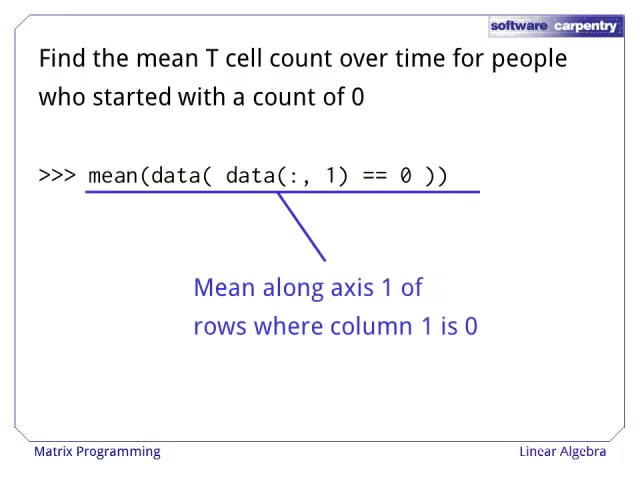 software carpentry
Find the mean T cell count over time for people
who started with a count of 0
>>> mean(data( data(:, 1) == 0 ))
Mean along axis 1 of
rows where column 1 is 0
Matrix Programming
Linear Algebra